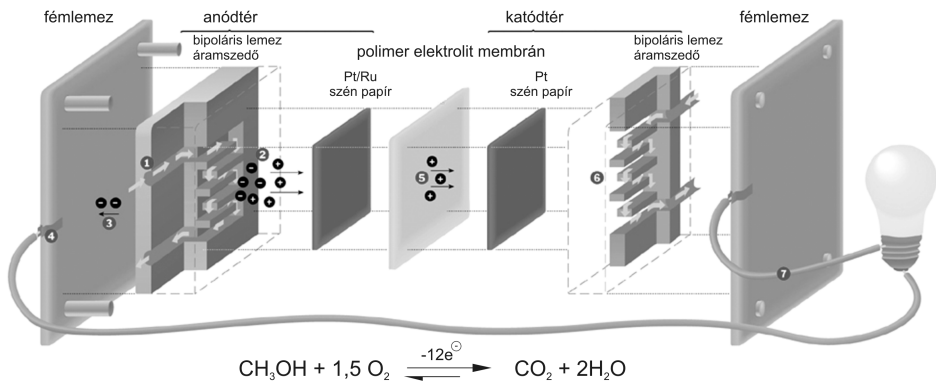 fémlemez
anódtér
katódtér
fémlemez
bipoláris lemez
áramszedő
polimer elektrolit membrán
bipoláris lemez
áramszedő
Pt/Ru
szén papír
Pt
szén papír
1
2
3
4
5
6
7
CH₃OH + 1,5 O₂ -12e⊖ CO₂ + 2H₂O